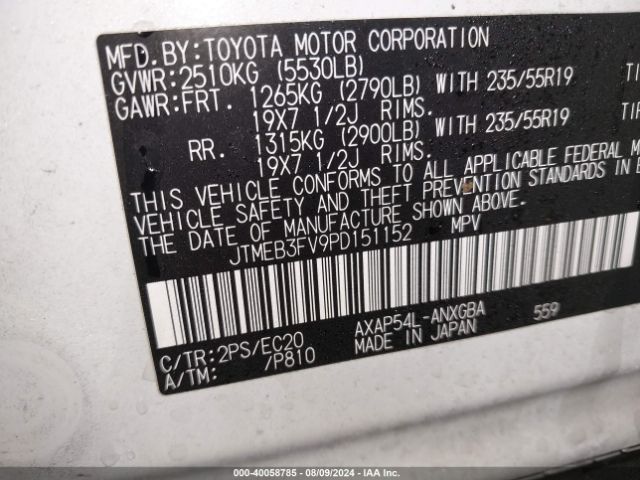 MFD. BY: TOYOTA MOTOR CORPORATION
GVWR: 2510KG (5530LB)
GAWR: FRT. 1265KG (2790LB) WITH 235/55R19 TI
19X7 1/2J RIMS.
RR. 1315KG (2900LB) WITH 235/55R19 TI
19X7 1/2J RIMS.
THIS VEHICLE CONFORMS TO ALL APPLICABLE FEDERAL M
VEHICLE SAFETY AND THEFT PREVENTION STANDARDS IN E
THE DATE OF MANUFACTURE SHOWN ABOVE.
JTMEB3FV9PD151152 MPV
C/TR: 2PS/EC20 AXAP54L-ANXGBA 559
A/TM: /P810 MADE IN JAPAN
000-40058785 - 08/09/2024 - IAA Inc.